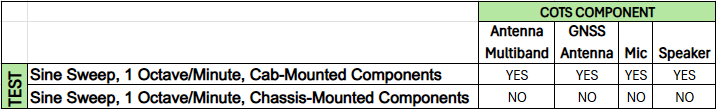 COTS COMPONENT
Antenna Multiband GNSS Antenna Mic Speaker
TEST
Sine Sweep, 1 Octave/Minute, Cab-Mounted Components YES YES YES YES
Sine Sweep, 1 Octave/Minute, Chassis-Mounted Components NO NO NO NO